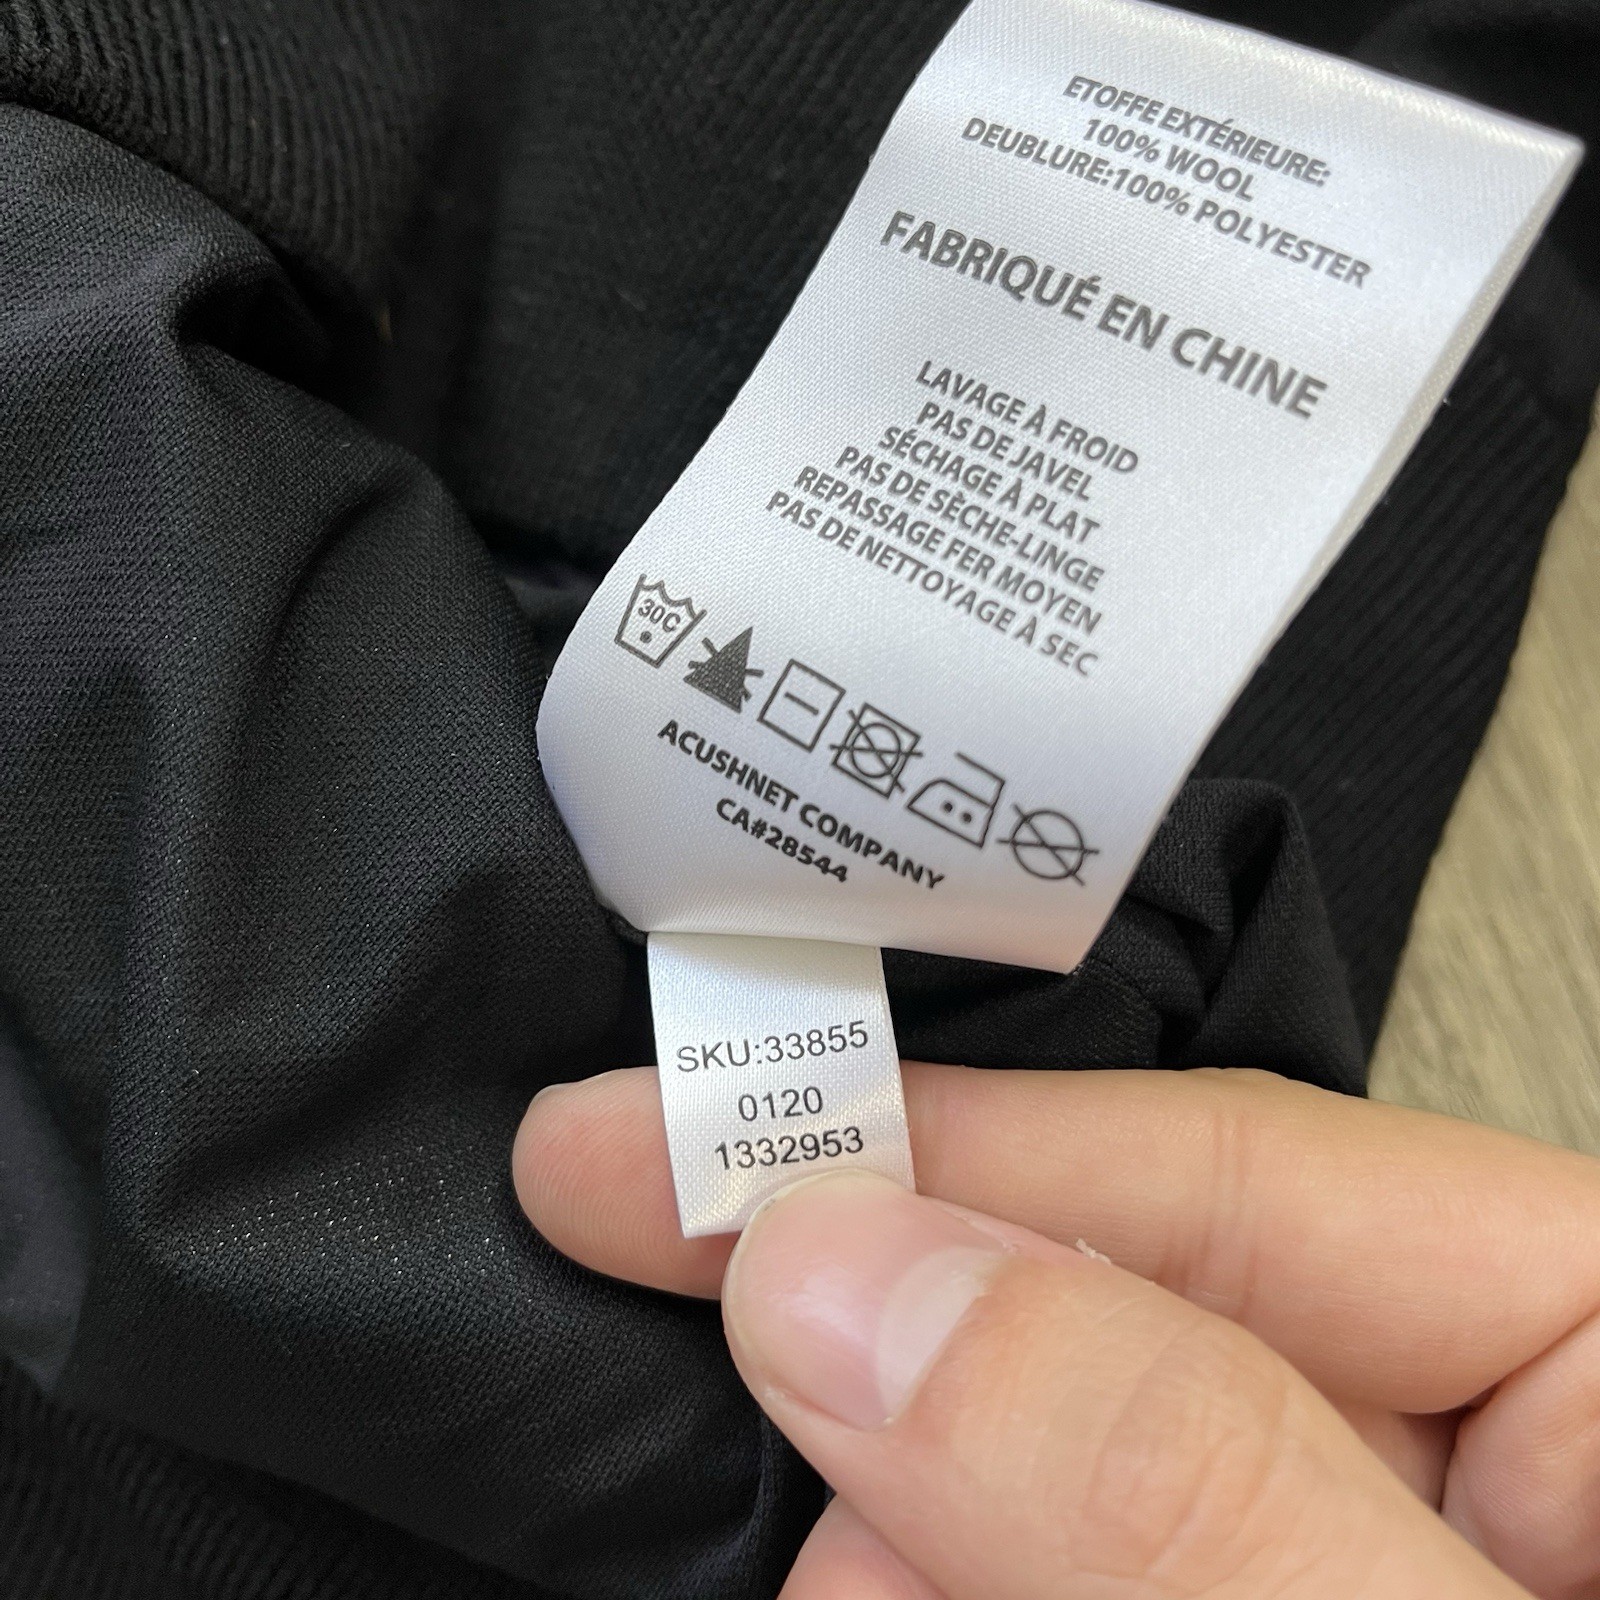 ETOFFE EXTÉRIEURE:
100% WOOL
DEUBLURE:100% POLYESTER
FABRIQUÉ EN CHINE
LAVAGE À FROID
PAS DE JAVEL
SÉCHAGE À PLAT
PAS DE SÈCHE-LINGE
REPASSAGE FER MOYEN
PAS DE NETTOYAGE À SEC
30C
ACUSHNET COMPANY
CA#28544
SKU:33855
0120
1332953